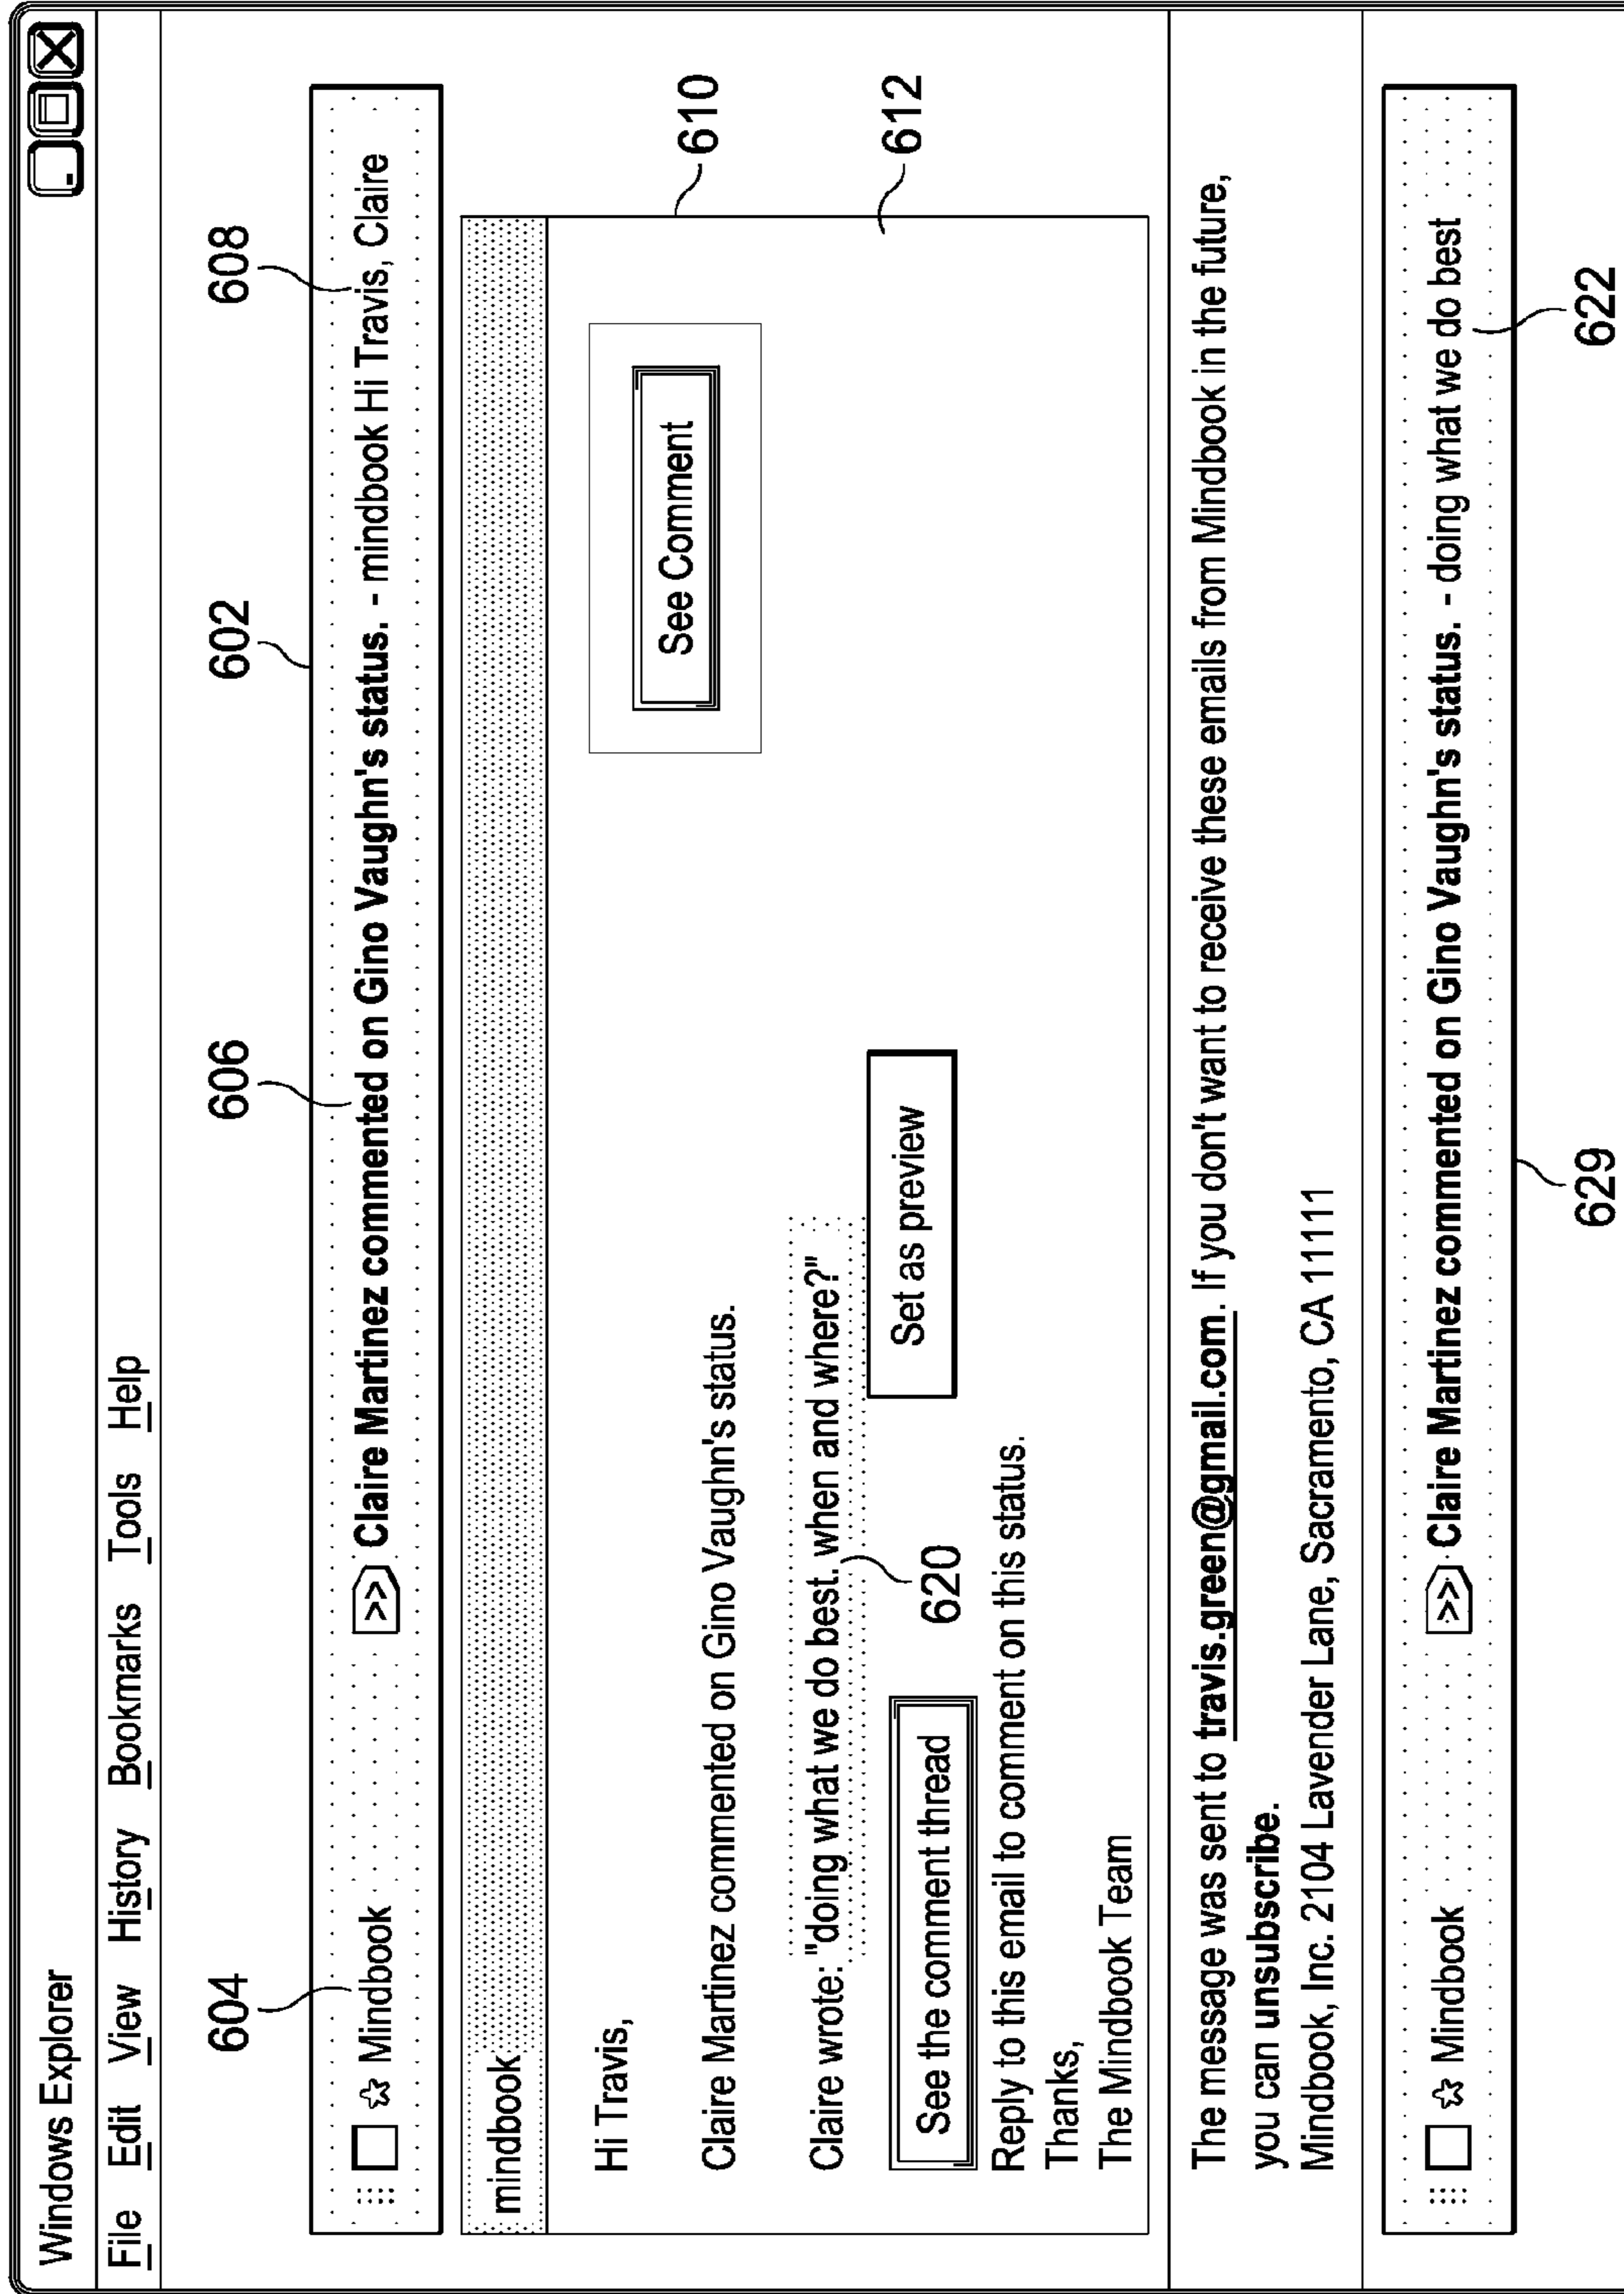 Windows Explorer
File Edit View History Bookmarks Tools Help
604 606 602 608
☆ Mindbook >> Claire Martinez commented on Gino Vaughn's status. - mindbook Hi Travis, Claire
mindbook
610
Hi Travis,
See Comment
Claire Martinez commented on Gino Vaughn's status.
612
Claire wrote: "doing what we do best. when and where?"
See the comment thread 620 Set as preview
Reply to this email to comment on this status.
Thanks,
The Mindbook Team
The message was sent to travis.green@gmail.com. If you don't want to receive these emails from Mindbook in the future,
you can unsubscribe.
Mindbook, Inc. 2104 Lavender Lane, Sacramento, CA 11111
☆ Mindbook >> Claire Martinez commented on Gino Vaughn's status. - doing what we do best
629 622